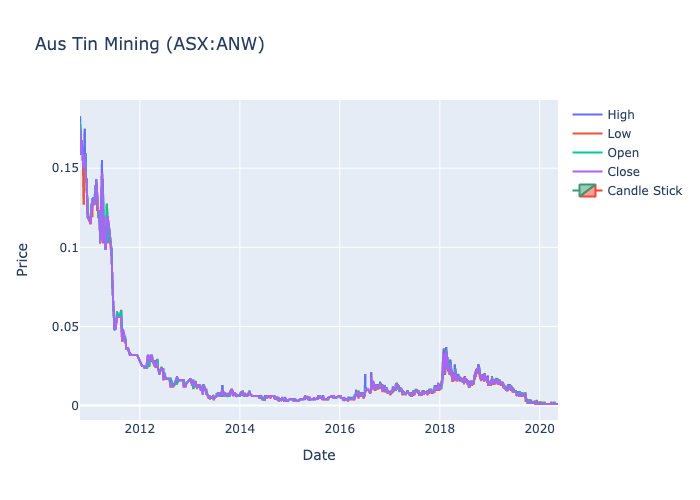 Aus Tin Mining (ASX:ANW)
High
Low
Open
Close
Candle Stick
0.15
0.1
0.05
0
Price
2012
2014
2016
2018
2020
Date